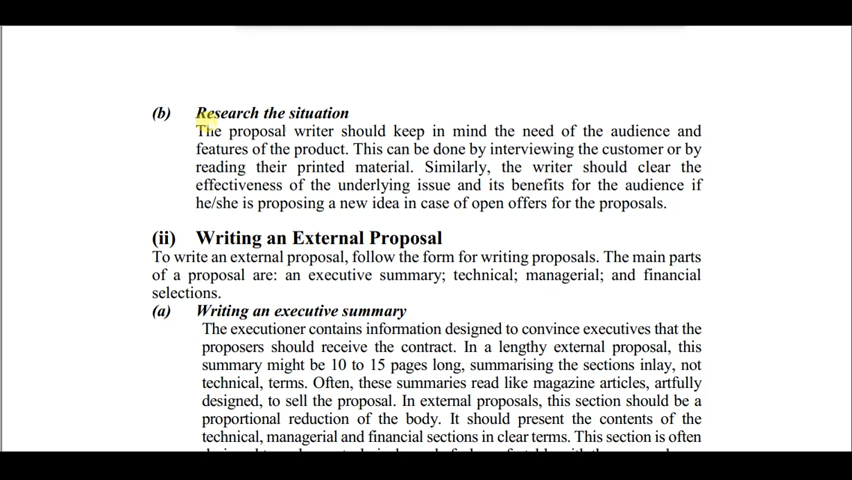 (b) Research the situation
The proposal writer should keep in mind the need of the audience and
features of the product. This can be done by interviewing the customer or by
reading their printed material. Similarly, the writer should clear the
effectiveness of the underlying issue and its benefits for the audience if
he/she is proposing a new idea in case of open offers for the proposals.
(ii) Writing an External Proposal
To write an external proposal, follow the form for writing proposals. The main parts
of a proposal are: an executive summary; technical; managerial; and financial
selections.
(a) Writing an executive summary
The executioner contains information designed to convince executives that the
proposers should receive the contract. In a lengthy external proposal, this
summary might be 10 to 15 pages long, summarising the sections inlay, not
technical, terms. Often, these summaries read like magazine articles, artfully
designed, to sell the proposal. In external proposals, this section should be a
proportional reduction of the body. It should present the contents of the
technical, managerial and financial sections in clear terms. This section is often